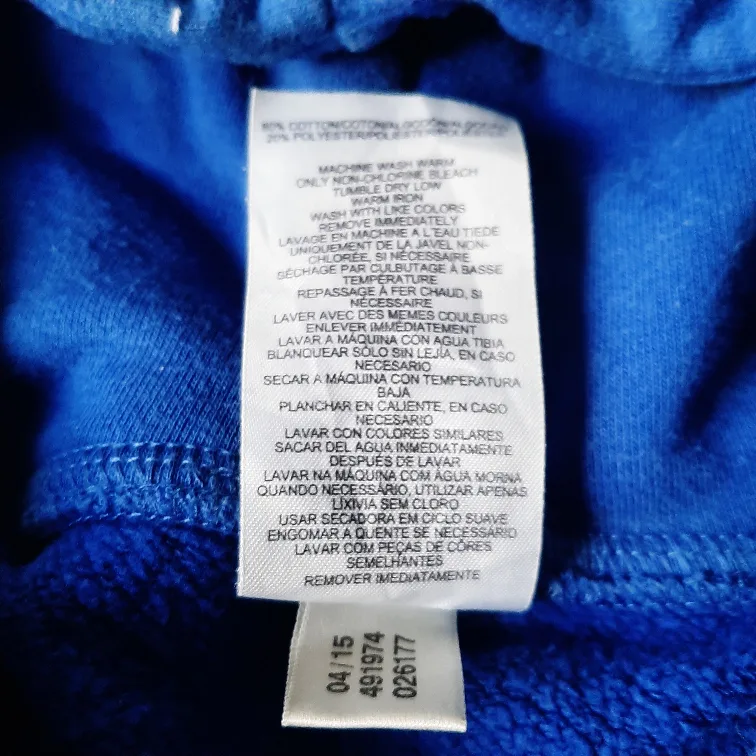 80% COTTON/COTON/ALGODÓN/ALGODÃO
20% POLYESTER/POLIÉSTER/POLIÉSTER
MACHINE WASH WARM
ONLY NON-CHLORINE BLEACH
TUMBLE DRY LOW
WARM IRON
WASH WITH LIKE COLORS
REMOVE IMMEDIATELY
LAVAGE EN MACHINE A L'EAU TIEDE
UNIQUEMENT DE LA JAVEL NON-
CHLORÉE, SI NÉCESSAIRE
SÉCHAGE PAR CULBUTAGE À BASSE
TEMPÉRATURE
REPASSAGE À FER CHAUD, SI
NÉCESSAIRE
LAVER AVEC DES MEMES COULEURS
ENLEVER IMMÉDIATEMENT
LAVAR A MÁQUINA CON AGUA TIBIA
BLANQUEAR SÓLO SIN LEJÍA, EN CASO
NECESARIO
SECAR A MÁQUINA CON TEMPERATURA
BAJA
PLANCHAR EN CALIENTE, EN CASO
NECESARIO
LAVAR CON COLORES SIMILARES
SACAR DEL AGUA INMEDIATAMENTE
DESPUÉS DE LAVAR
LAVAR NA MÁQUINA COM ÁGUA MORNA
QUANDO NECESSÁRIO, UTILIZAR APENAS
LIXIVIA SEM CLORO
USAR SECADORA EM CICLO SUAVE
ENGOMAR A QUENTE SE NECESSÁRIO
LAVAR COM PEÇAS DE CÔRES
SEMELHANTES
REMOVER IMEDIATAMENTE
04/15
491974
026177